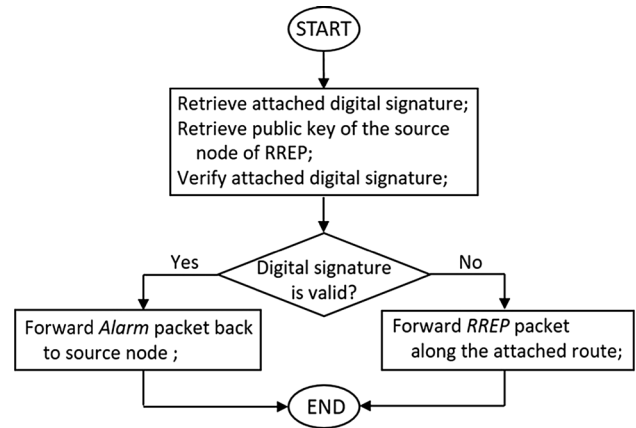 START
Retrieve attached digital signature;
Retrieve public key of the source
node of RREP;
Verify attached digital signature;
Yes
Digital signature
is valid?
No
Forward Alarm packet back
to source node ;
Forward RREP packet
along the attached route;
END